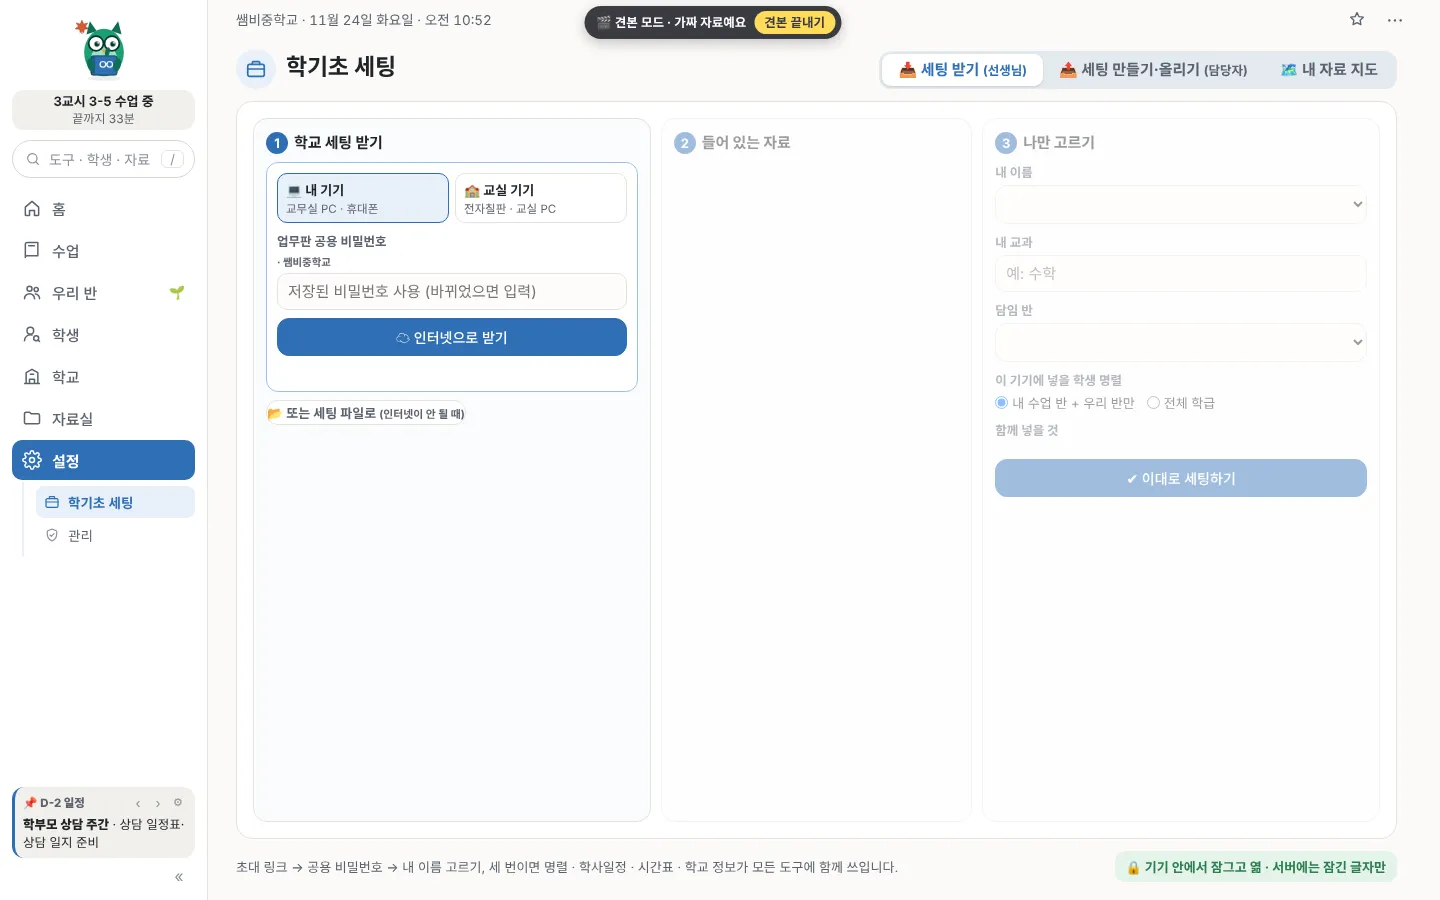 3교시 3-5 수업 중
끝까지 33분
도구 · 학생 · 자료 /
홈
수업
우리 반
학생
학교
자료실
설정
학기초 세팅
관리
📌 D-2 일정 ‹ › ⚙
학부모 상담 주간 · 상담 일정표·
상담 일지 준비
«
쌤비중학교 · 11월 24일 화요일 · 오전 10:52
🎬 견본 모드 · 가짜 자료예요 견본 끝내기
학기초 세팅
📥 세팅 받기 (선생님)
📤 세팅 만들기·올리기 (담당자)
🗺️ 내 자료 지도
1 학교 세팅 받기
💻 내 기기
교무실 PC · 휴대폰
🏫 교실 기기
전자칠판 · 교실 PC
업무판 공용 비밀번호
· 쌤비중학교
저장된 비밀번호 사용 (바뀌었으면 입력)
인터넷으로 받기
📂 또는 세팅 파일로 (인터넷이 안 될 때)
2 들어 있는 자료
3 나만 고르기
내 이름
내 교과
예: 수학
담임 반
이 기기에 넣을 학생 명렬
내 수업 반 + 우리 반만 전체 학급
함께 넣을 것
✔ 이대로 세팅하기
초대 링크 → 공용 비밀번호 → 내 이름 고르기, 세 번이면 명렬 · 학사일정 · 시간표 · 학교 정보가 모든 도구에 함께 쓰입니다.
🔒 기기 안에서 잠그고 엶 · 서버에는 잠긴 글자만